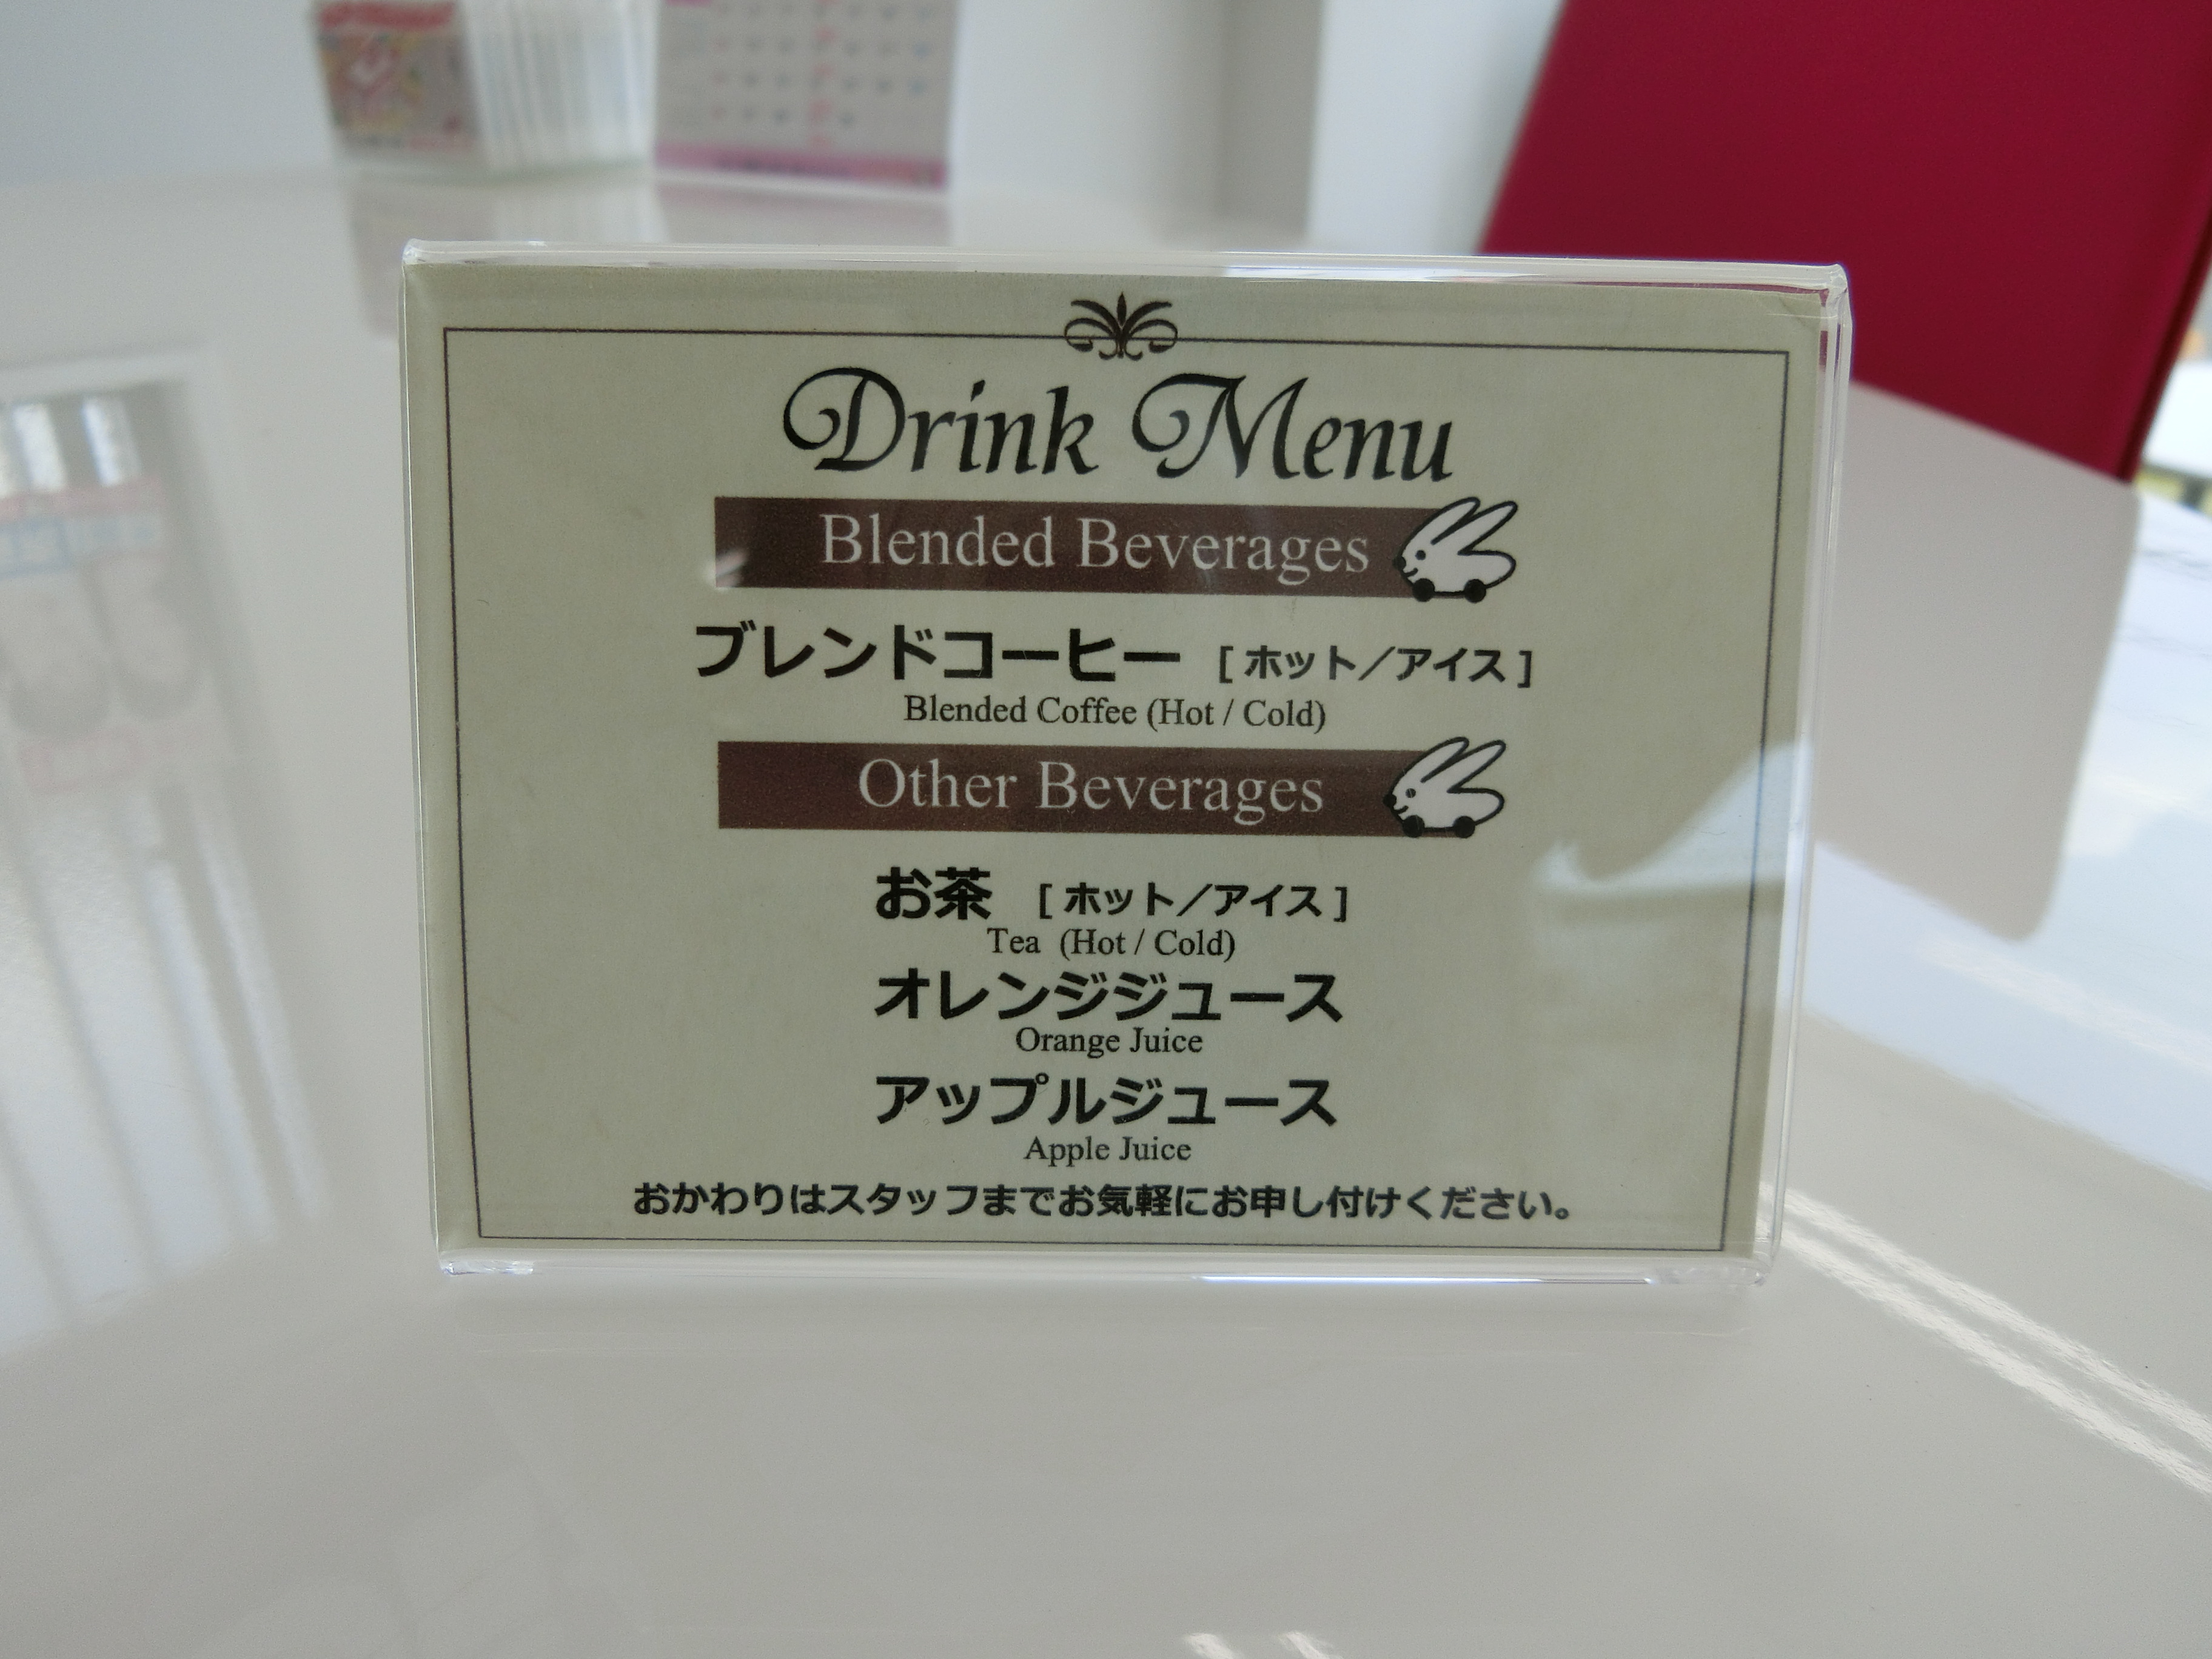 Drink Menu
Blended Beverages
ブレンドコーヒー [ ホット／アイス ]
Blended Coffee (Hot / Cold)
Other Beverages
お茶 [ ホット／アイス ]
Tea (Hot / Cold)
オレンジジュース
Orange Juice
アップルジュース
Apple Juice
おかわりはスタッフまでお気軽にお申し付けください。